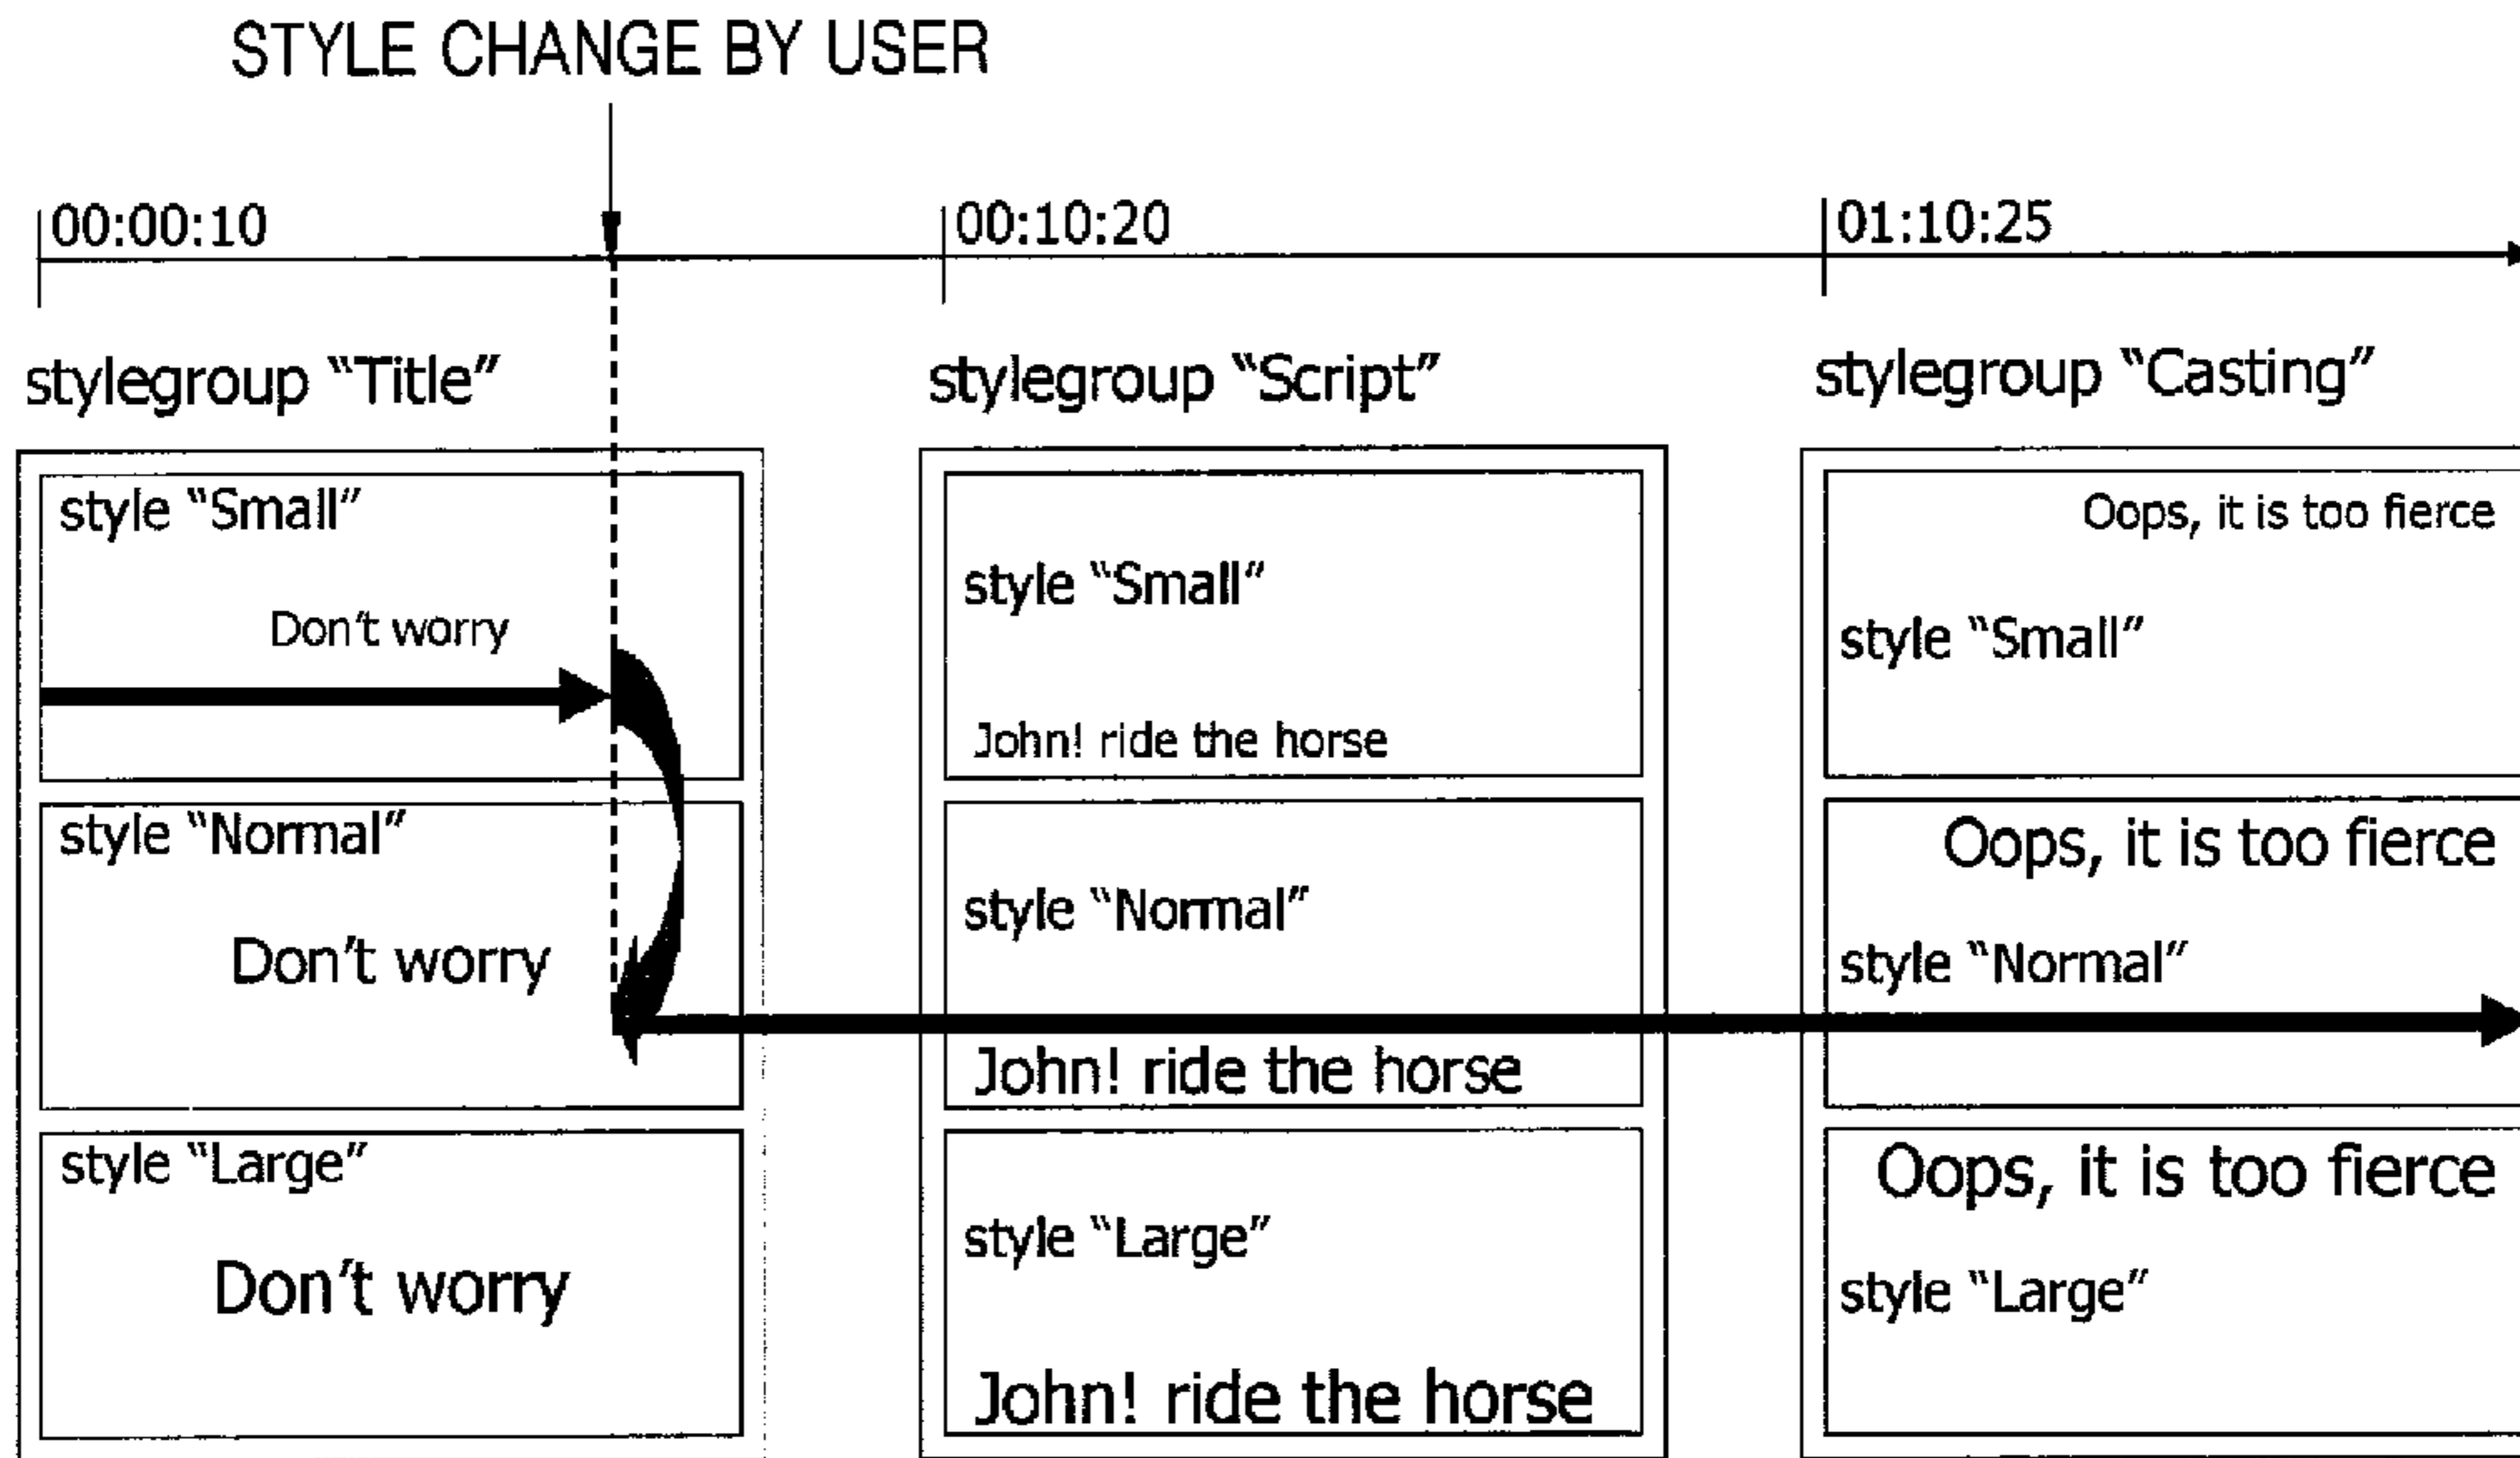 STYLE CHANGE BY USER
00:00:10
00:10:20
01:10:25
stylegroup “Title”
stylegroup “Script”
stylegroup “Casting”
style “Small”
Don’t worry
style “Normal”
Don’t worry
style “Large”
Don’t worry
style “Small”
John! ride the horse
style “Normal”
John! ride the horse
style “Large”
John! ride the horse
Oops, it is too fierce
style “Small”
Oops, it is too fierce
style “Normal”
Oops, it is too fierce
style “Large”